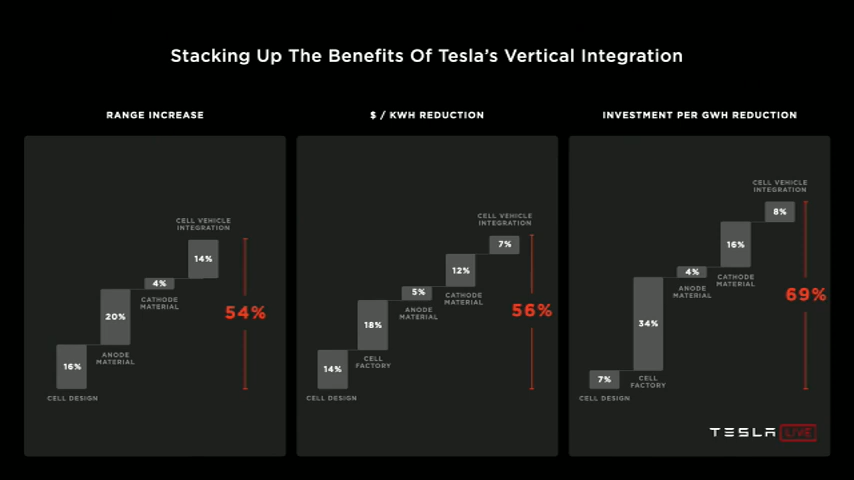 Stacking Up The Benefits Of Tesla's Vertical Integration
RANGE INCREASE
CELL VEHICLE
INTEGRATION
14%
4%
CATHODE
MATERIAL
20%
ANODE
MATERIAL
16%
CELL DESIGN
54%
$ / KWH REDUCTION
CELL VEHICLE
INTEGRATION
7%
12%
CATHODE
MATERIAL
5%
ANODE
MATERIAL
18%
CELL
FACTORY
14%
CELL DESIGN
56%
INVESTMENT PER GWH REDUCTION
CELL VEHICLE
INTEGRATION
8%
16%
CATHODE
MATERIAL
4%
ANODE
MATERIAL
34%
CELL
FACTORY
7%
CELL DESIGN
69%
TESLA LIVE